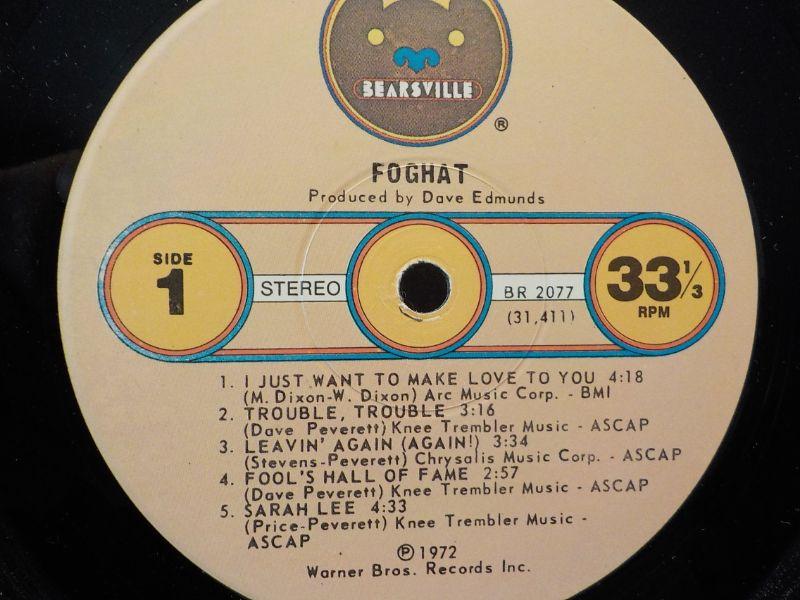 BEARSVILLE
®
FOGHAT
Produced by Dave Edmunds
SIDE
1
STEREO
BR 2077
(31,411)
33 1/3
RPM
1. I JUST WANT TO MAKE LOVE TO YOU 4:18
(M. Dixon-W. Dixon) Arc Music Corp. - BMI
2. TROUBLE, TROUBLE 3:16
(Dave Peverett) Knee Trembler Music - ASCAP
3. LEAVIN' AGAIN (AGAIN!) 3:34
(Stevens-Peverett) Chrysalis Music Corp. - ASCAP
4. FOOL'S HALL OF FAME 2:57
(Dave Peverett) Knee Trembler Music - ASCAP
5. SARAH LEE 4:33
(Price-Peverett) Knee Trembler Music -
ASCAP
℗ 1972
Warner Bros. Records Inc.